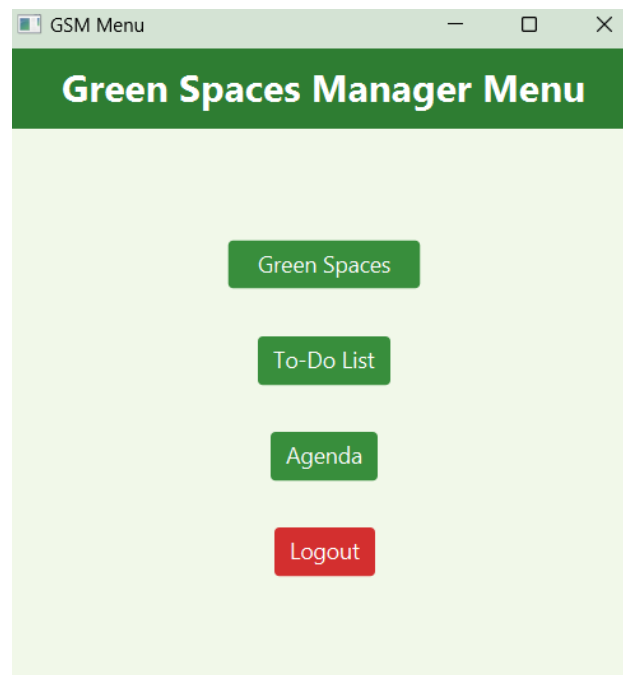 GSM Menu
Green Spaces Manager Menu
Green Spaces
To-Do List
Agenda
Logout